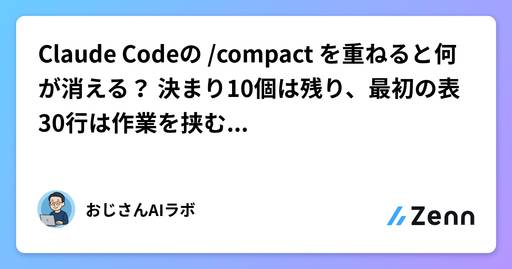 Claude Codeの /compact を重ねると何
が消える？ 決まり10個は残り、最初の表
30行は作業を挟む...
おじさんAIラボ
Zenn